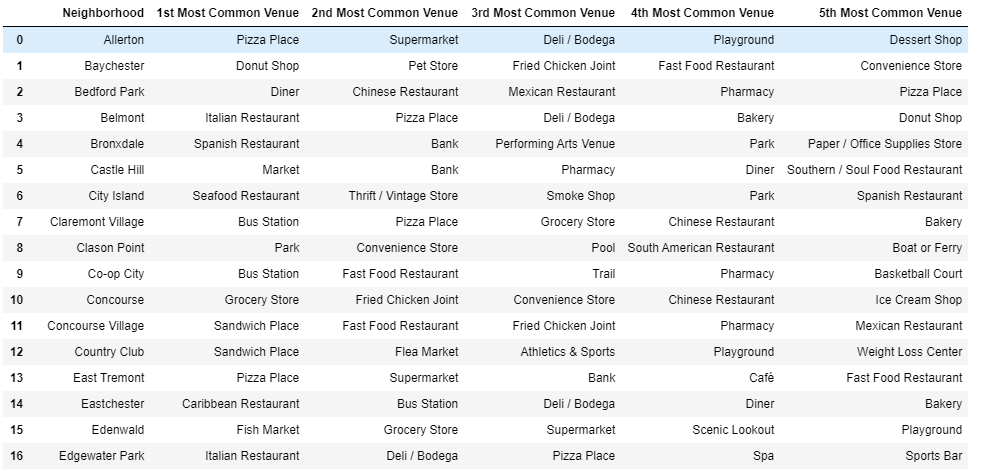 Neighborhood 1st Most Common Venue 2nd Most Common Venue 3rd Most Common Venue 4th Most Common Venue 5th Most Common Venue
0 Allerton Pizza Place Supermarket Deli / Bodega Playground Dessert Shop
1 Baychester Donut Shop Pet Store Fried Chicken Joint Fast Food Restaurant Convenience Store
2 Bedford Park Diner Chinese Restaurant Mexican Restaurant Pharmacy Pizza Place
3 Belmont Italian Restaurant Pizza Place Deli / Bodega Bakery Donut Shop
4 Bronxdale Spanish Restaurant Bank Performing Arts Venue Park Paper / Office Supplies Store
5 Castle Hill Market Bank Pharmacy Diner Southern / Soul Food Restaurant
6 City Island Seafood Restaurant Thrift / Vintage Store Smoke Shop Park Spanish Restaurant
7 Claremont Village Bus Station Pizza Place Grocery Store Chinese Restaurant Bakery
8 Clason Point Park Convenience Store Pool South American Restaurant Boat or Ferry
9 Co-op City Bus Station Fast Food Restaurant Trail Pharmacy Basketball Court
10 Concourse Grocery Store Fried Chicken Joint Convenience Store Chinese Restaurant Ice Cream Shop
11 Concourse Village Sandwich Place Fast Food Restaurant Fried Chicken Joint Pharmacy Mexican Restaurant
12 Country Club Sandwich Place Flea Market Athletics & Sports Playground Weight Loss Center
13 East Tremont Pizza Place Supermarket Bank Café Fast Food Restaurant
14 Eastchester Caribbean Restaurant Bus Station Deli / Bodega Diner Bakery
15 Edenwald Fish Market Grocery Store Supermarket Scenic Lookout Playground
16 Edgewater Park Italian Restaurant Deli / Bodega Pizza Place Spa Sports Bar